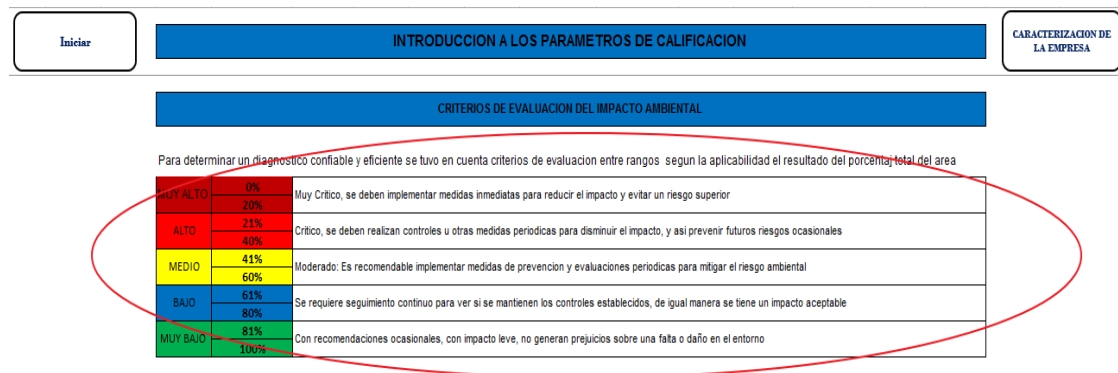 Iniciar
INTRODUCCION A LOS PARAMETROS DE CALIFICACION
CARACTERIZACION DE
LA EMPRESA
CRITERIOS DE EVALUACION DEL IMPACTO AMBIENTAL
Para determinar un diagnostico confiable y eficiente se tuvo en cuenta criterios de evaluacion entre rangos segun la aplicabilidad el resultado del porcentaj total del area
MUY ALTO
0%
20%
Muy Critico, se deben implementar medidas inmediatas para reducir el impacto y evitar un riesgo superior
ALTO
21%
40%
Critico, se deben realizan controles u otras medidas periodicas para disminuir el impacto, y asi prevenir futuros riesgos ocasionales
MEDIO
41%
60%
Moderado: Es recomendable implementar medidas de prevencion y evaluaciones periodicas para mitigar el riesgo ambiental
BAJO
61%
80%
Se requiere seguimiento continuo para ver si se mantienen los controles establecidos, de igual manera se tiene un impacto aceptable
MUY BAJO
81%
100%
Con recomendaciones ocasionales, con impacto leve, no generan prejuicios sobre una falta o daño en el entorno